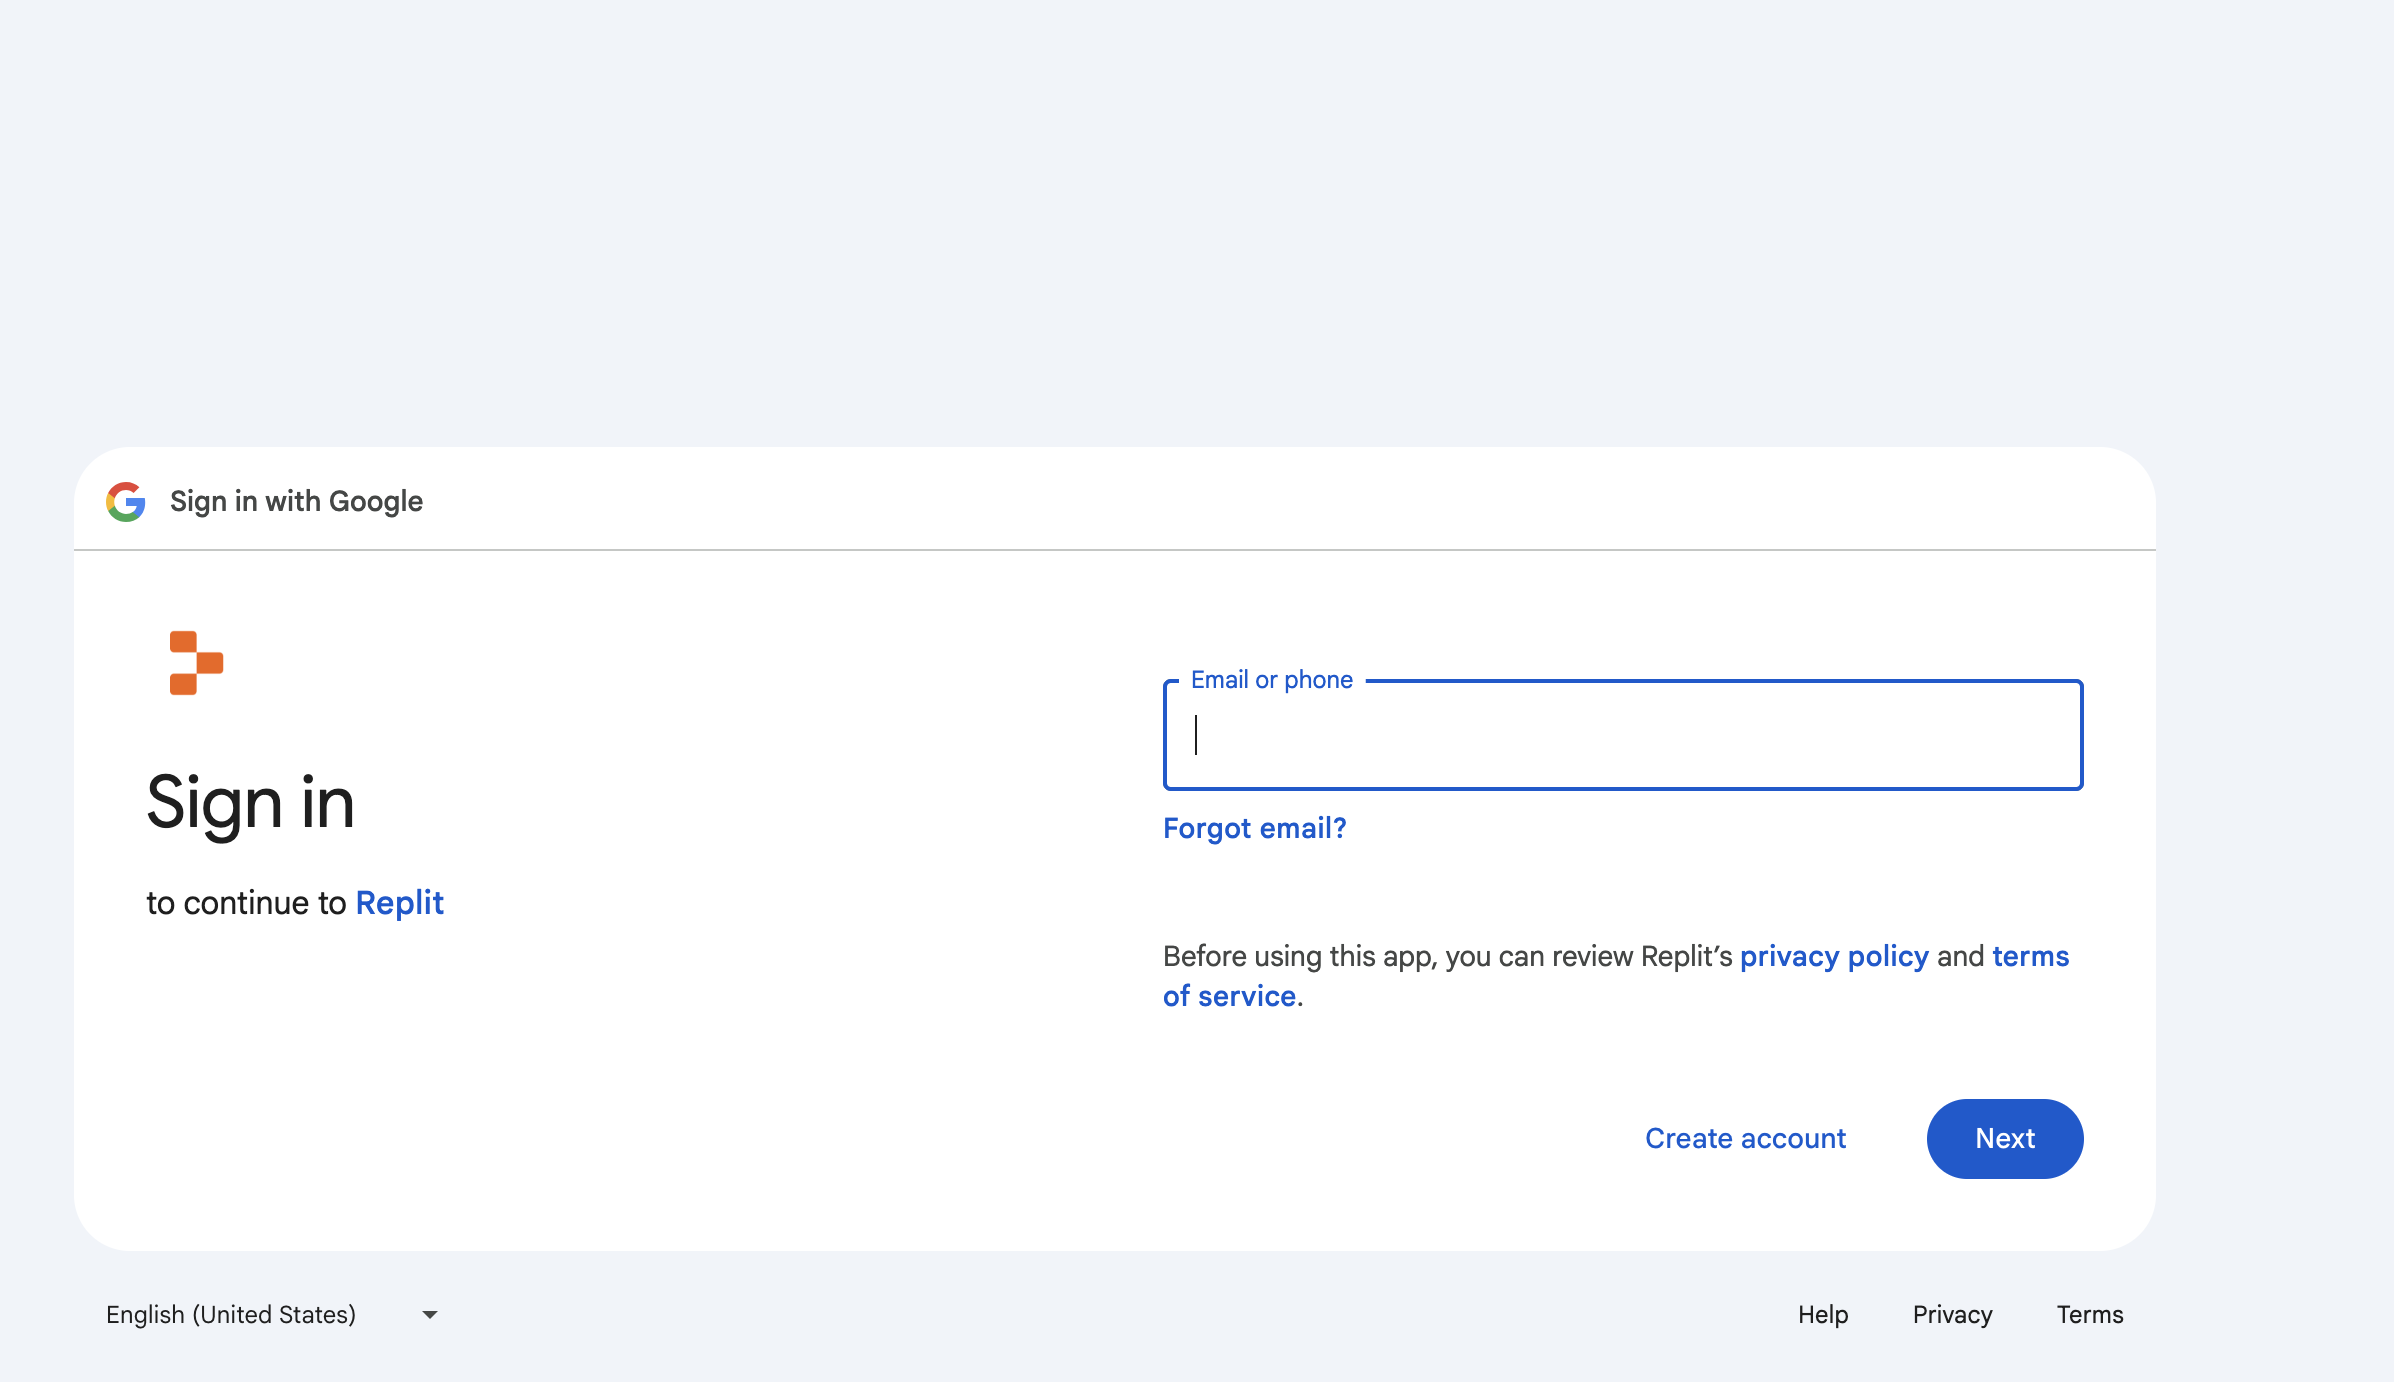 Sign in with Google
Sign in
to continue to Replit
Email or phone
Forgot email?
Before using this app, you can review Replit’s privacy policy and terms
of service.
Create account
Next
English (United States)
Help
Privacy
Terms